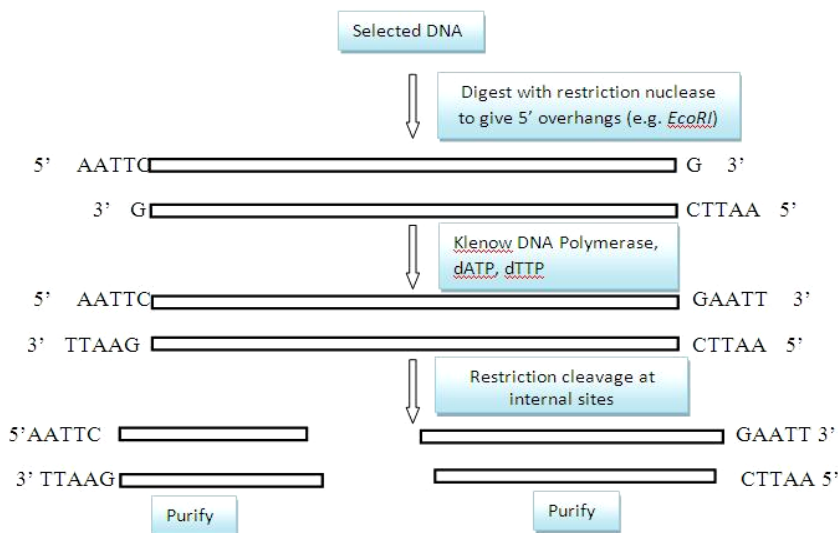 Selected DNA
Digest with restriction nuclease
to give 5’ overhangs (e.g. EcoRI)
5’ AATTC G 3’
3’ G CTTAA 5’
Klenow DNA Polymerase,
dATP, dTTP
5’ AATTC GAATT 3’
3’ TTAAG CTTAA 5’
Restriction cleavage at
internal sites
5’AATTC GAATT 3’
3’ TTAAG CTTAA 5’
Purify Purify